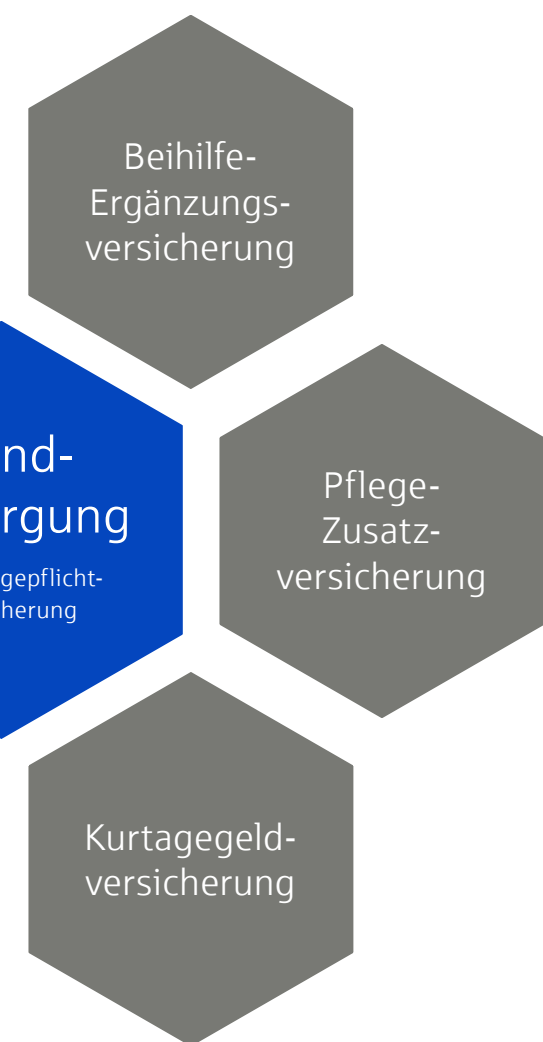 Beihilfe-
Ergänzungs-
versicherung
nd-
rgung
gepflicht-
herung
Pflege-
Zusatz-
versicherung
Kurtagegeld-
versicherung